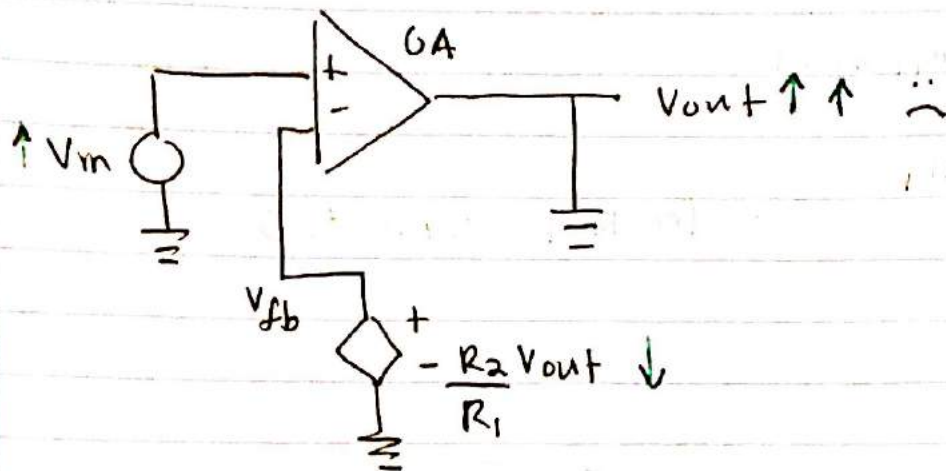 OA
+
-
Vout ↑ ↑ :(
↑ Vin
Vfb
+
- R2 Vout ↓
R1